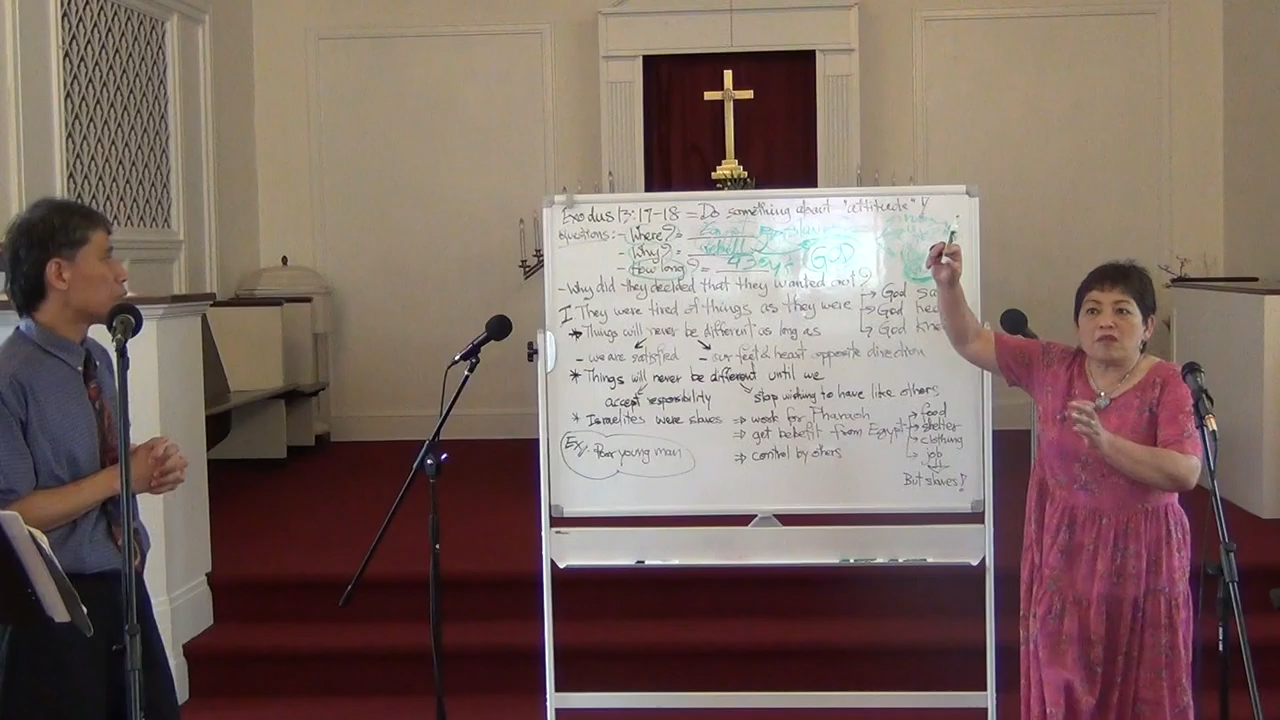 Exodus 13:17-18 = Do something about "attitude"!
Questions: - Where? =
- Why? =
GOD
- How long? = 430 yrs
- Why did they decided that they wanted out?
I They were tired of things as they were
→ God
→ God
→ God
* Things will never be different as long as
- we are satisfied - our feet & heart opposite direction
* Things will never be different until we
accept responsibility stop wishing to have like others
* Israelites were slaves ⇒ work for Pharaoh
⇒ get benefit from Egypt
→ food
→ shelter
→ clothing
→ job
Ex/. Poor young man ⇒ control by others
But slaves!